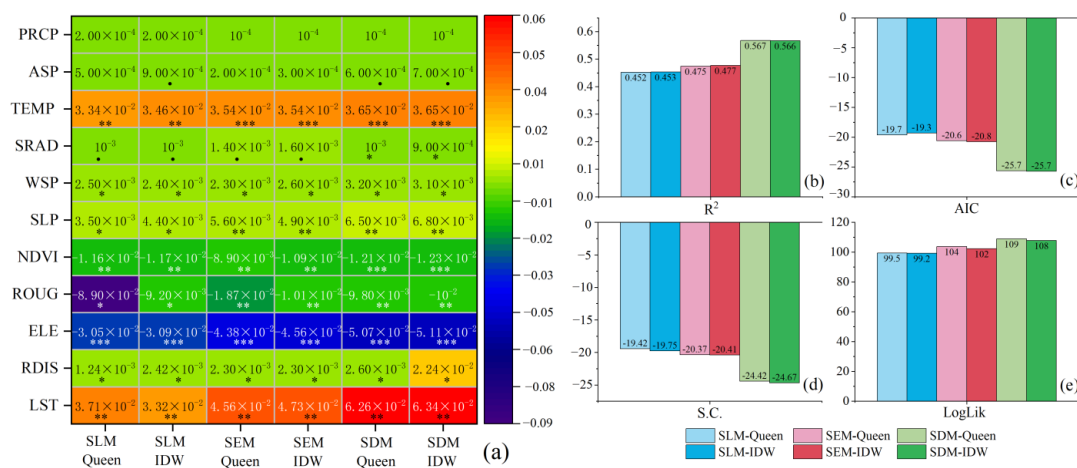 PRCP 2.00×10⁻⁴ 2.00×10⁻⁴ 10⁻⁴ 10⁻⁴ 10⁻⁴ 10⁻⁴
ASP 5.00×10⁻⁴ 9.00×10⁻⁴ 2.00×10⁻⁴ 3.00×10⁻⁴ 6.00×10⁻⁴ 7.00×10⁻⁴
• • •
TEMP 3.34×10⁻² 3.46×10⁻² 3.54×10⁻² 3.54×10⁻² 3.65×10⁻² 3.65×10⁻²
** ** *** *** *** ***
SRAD 10⁻³ 10⁻³ 1.40×10⁻³ 1.60×10⁻³ 10⁻³ 9.00×10⁻⁴
• • • • * *
WSP 2.50×10⁻³ 2.40×10⁻³ 2.30×10⁻³ 2.60×10⁻³ 3.20×10⁻³ 3.10×10⁻³
* * * * * *
SLP 3.50×10⁻³ 4.40×10⁻³ 5.60×10⁻³ 4.90×10⁻³ 6.50×10⁻³ 6.80×10⁻³
* * ** ** ** **
NDVI −1.16×10⁻² −1.17×10⁻² −8.90×10⁻³ −1.09×10⁻² −1.21×10⁻² −1.23×10⁻²
** ** ** ** *** ***
ROUG −8.90×10⁻² −9.20×10⁻³ −1.87×10⁻² −1.01×10⁻² −9.80×10⁻³ −10⁻²
* * ** ** ** **
ELE −3.05×10⁻² −3.09×10⁻² −4.38×10⁻² −4.56×10⁻² −5.07×10⁻² −5.11×10⁻²
*** *** *** *** *** ***
RDIS 1.24×10⁻³ 2.42×10⁻³ 2.30×10⁻³ 2.30×10⁻³ 2.60×10⁻³ 2.24×10⁻²
* * * * * *
LST 3.71×10⁻² 3.32×10⁻² 4.56×10⁻² 4.73×10⁻² 6.26×10⁻² 6.34×10⁻²
** ** ** ** ** **
SLM SLM SEM SEM SDM SDM
Queen IDW Queen IDW Queen IDW
(a)
0.06
0.04
0.02
0.01
−0.01
−0.03
−0.05
−0.06
−0.08
−0.09
0.6
0.5
0.4
0.3
0.2
0.1
0.0
0.452 0.453 0.475 0.477 0.567 0.566
(b)
R²
0
−5
−10
−15
−20
−25
−30
-19.7 -19.3 -20.6 -20.8 -25.7 -25.7
(c)
AIC
0
−5
−10
−15
−20
−25
-19.42 -19.75 -20.37 -20.41 -24.42 -24.67
(d)
S.C.
120
100
80
60
40
20
0
99.5 99.2 104 102 109 108
(e)
LogLik
SLM-Queen SEM-Queen SDM-Queen
SLM-IDW SEM-IDW SDM-IDW